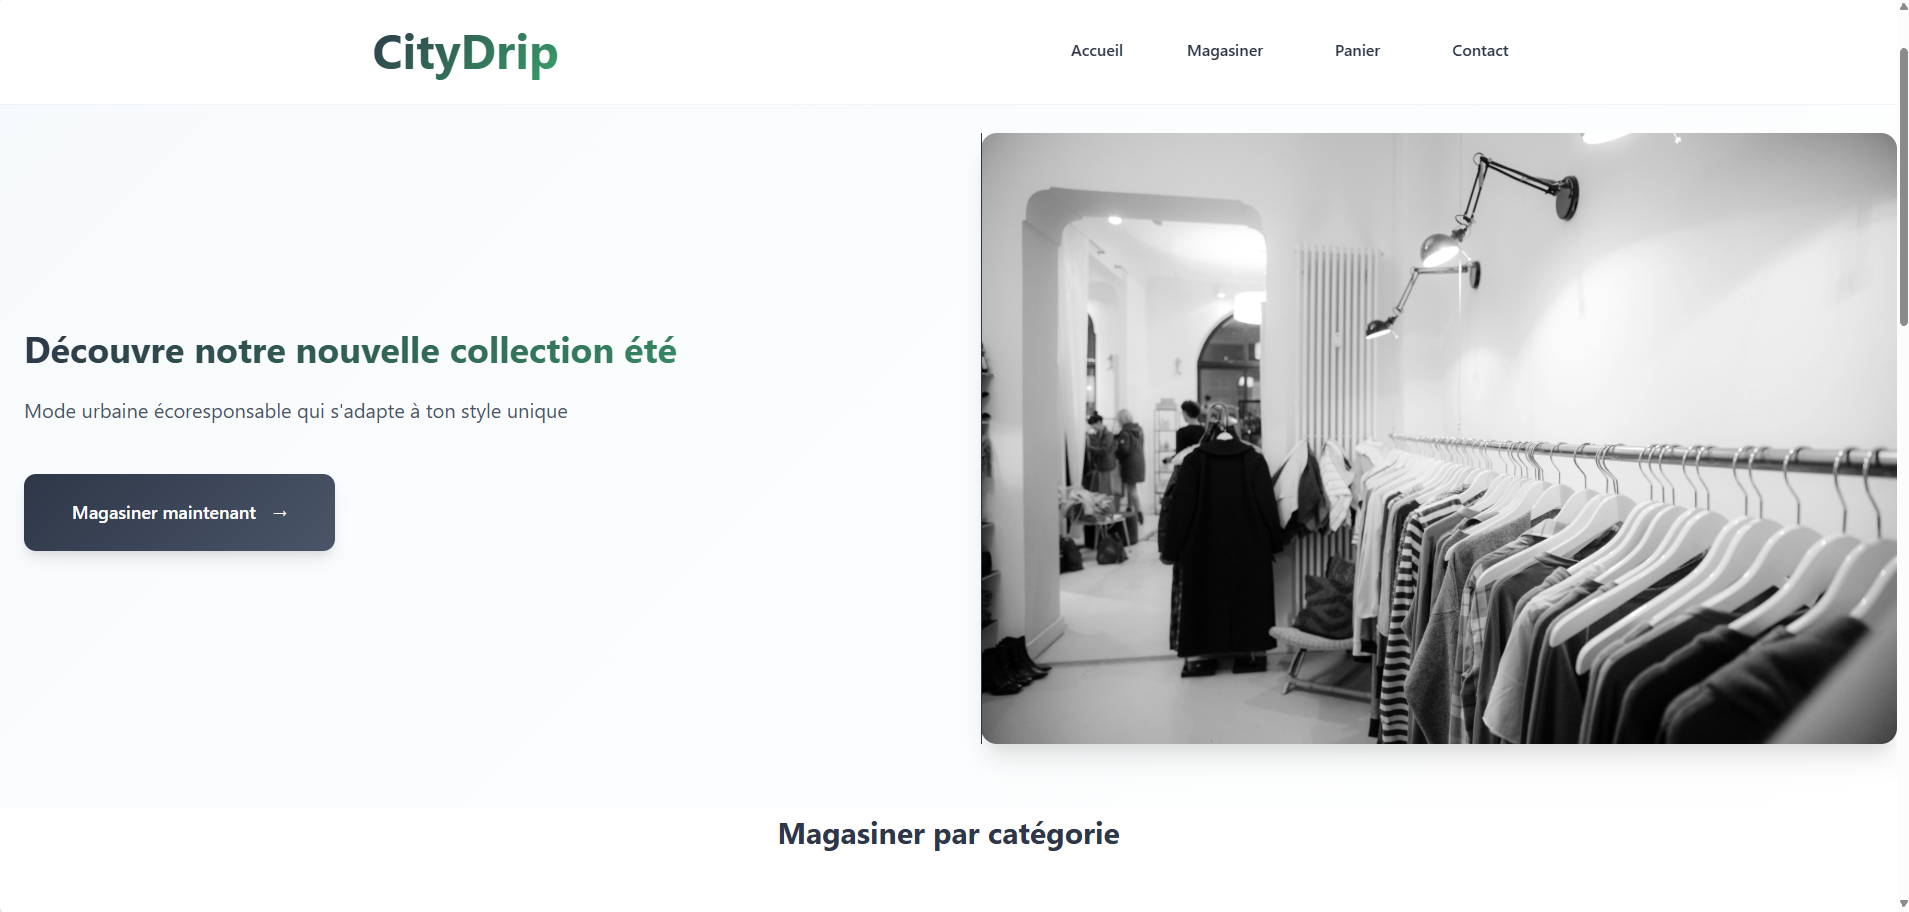 CityDrip
Accueil Magasiner Panier Contact
Découvre notre nouvelle collection été
Mode urbaine écoresponsable qui s'adapte à ton style unique
Magasiner maintenant →
Magasiner par catégorie